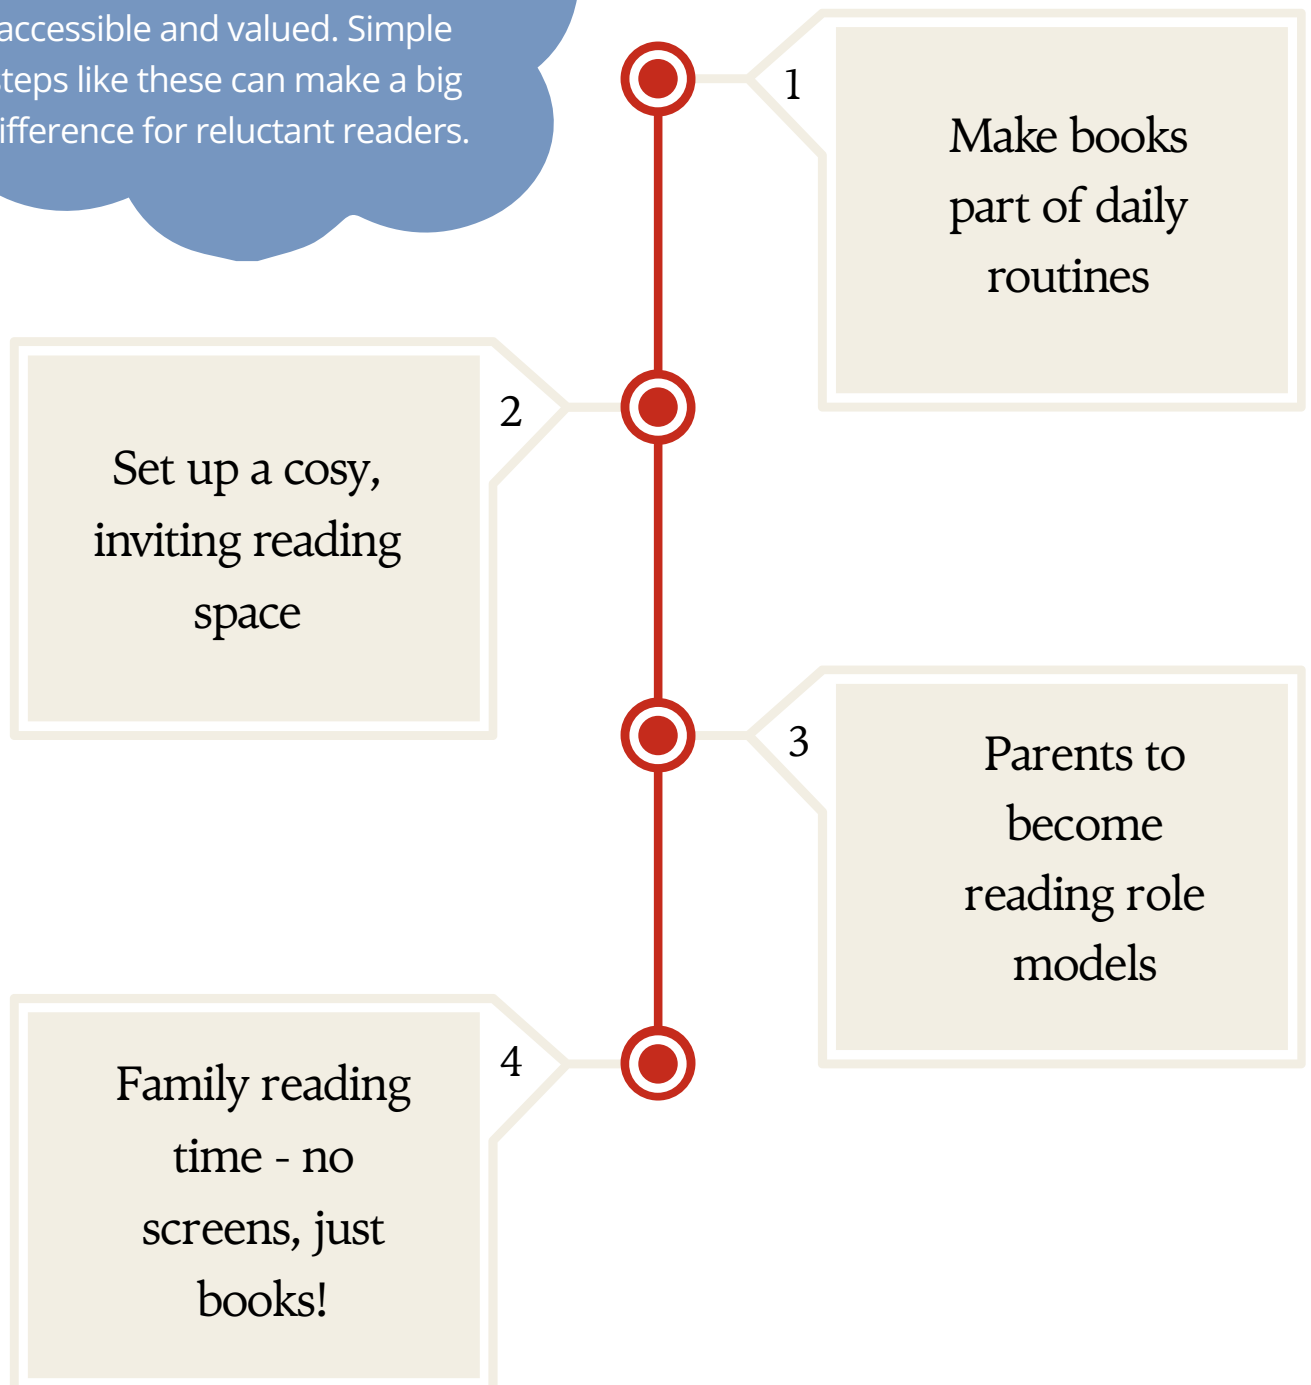 accessible and valued. Simple
steps like these can make a big
difference for reluctant readers.
1
Make books
part of daily
routines
2
Set up a cosy,
inviting reading
space
3
Parents to
become
reading role
models
4
Family reading
time - no
screens, just
books!